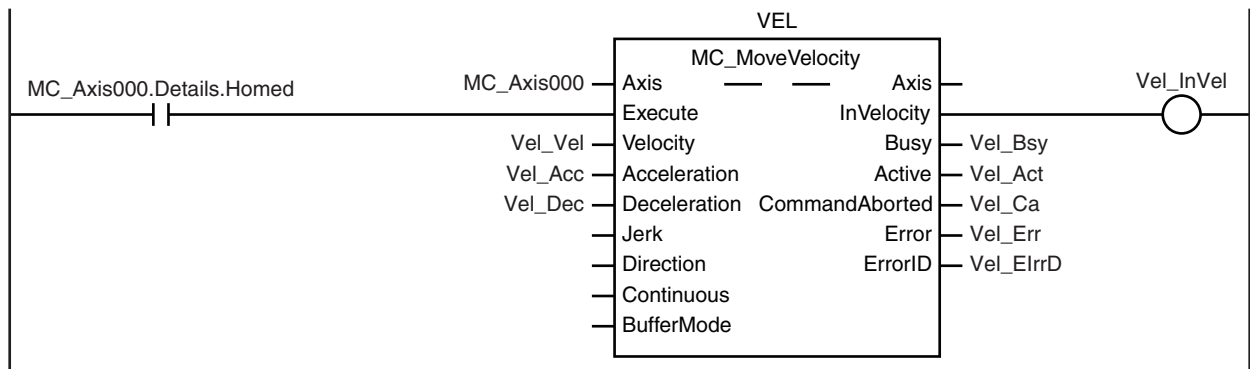 VEL
MC_MoveVelocity
MC_Axis000.Details.Homed
MC_Axis000 Axis Axis
Vel_InVel
Execute InVelocity
Vel_Vel Velocity Busy Vel_Bsy
Vel_Acc Acceleration Active Vel_Act
Vel_Dec Deceleration CommandAborted Vel_Ca
Jerk Error Vel_Err
Direction ErrorID Vel_EIrrD
Continuous
BufferMode